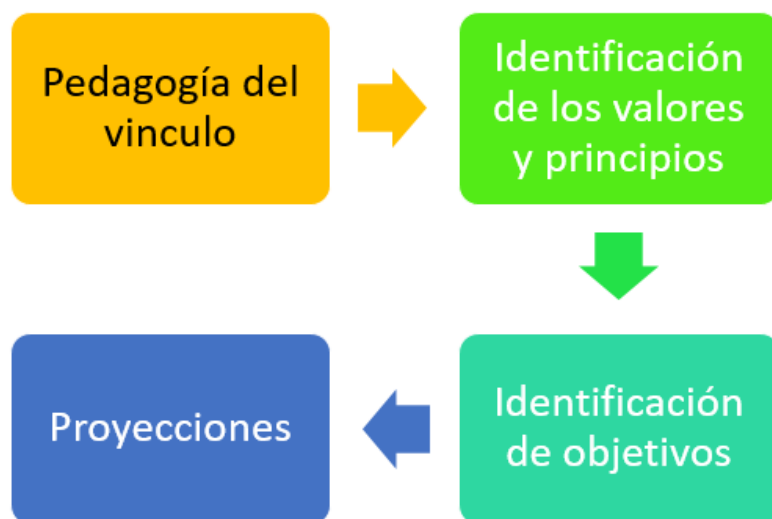 Pedagogía del
vinculo
Identificación
de los valores
y principios
Identificación
de objetivos
Proyecciones